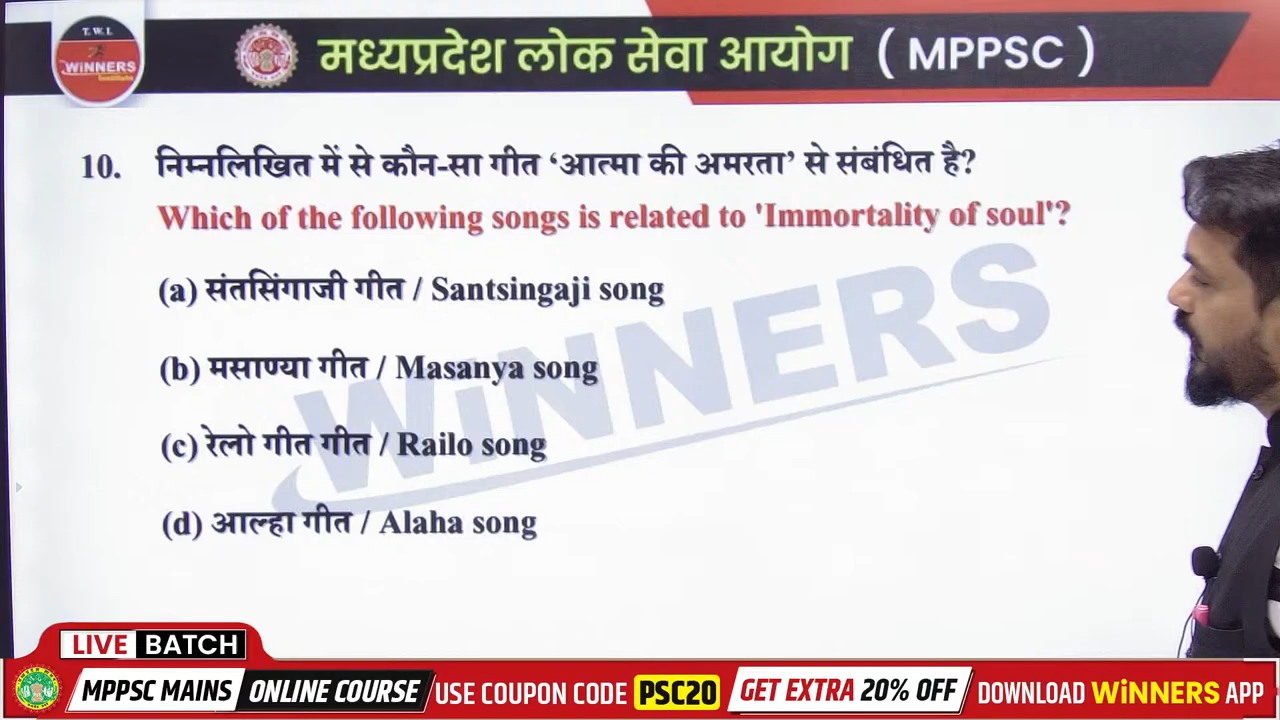 T. W. I.
WiNNERS
Institute
मध्यप्रदेश लोक सेवा आयोग ( MPPSC )
10. निम्नलिखित में से कौन-सा गीत ‘आत्मा की अमरता’ से संबंधित है?
Which of the following songs is related to 'Immortality of soul'?
(a) संतसिंगाजी गीत / Santsingaji song
(b) मसाण्या गीत / Masanya song
(c) रेलो गीत गीत / Railo song
(d) आल्हा गीत / Alaha song
WiNNERS
LIVE BATCH
MPPSC MAINS ONLINE COURSE USE COUPON CODE PSC20 GET EXTRA 20% OFF DOWNLOAD WiNNERS APP